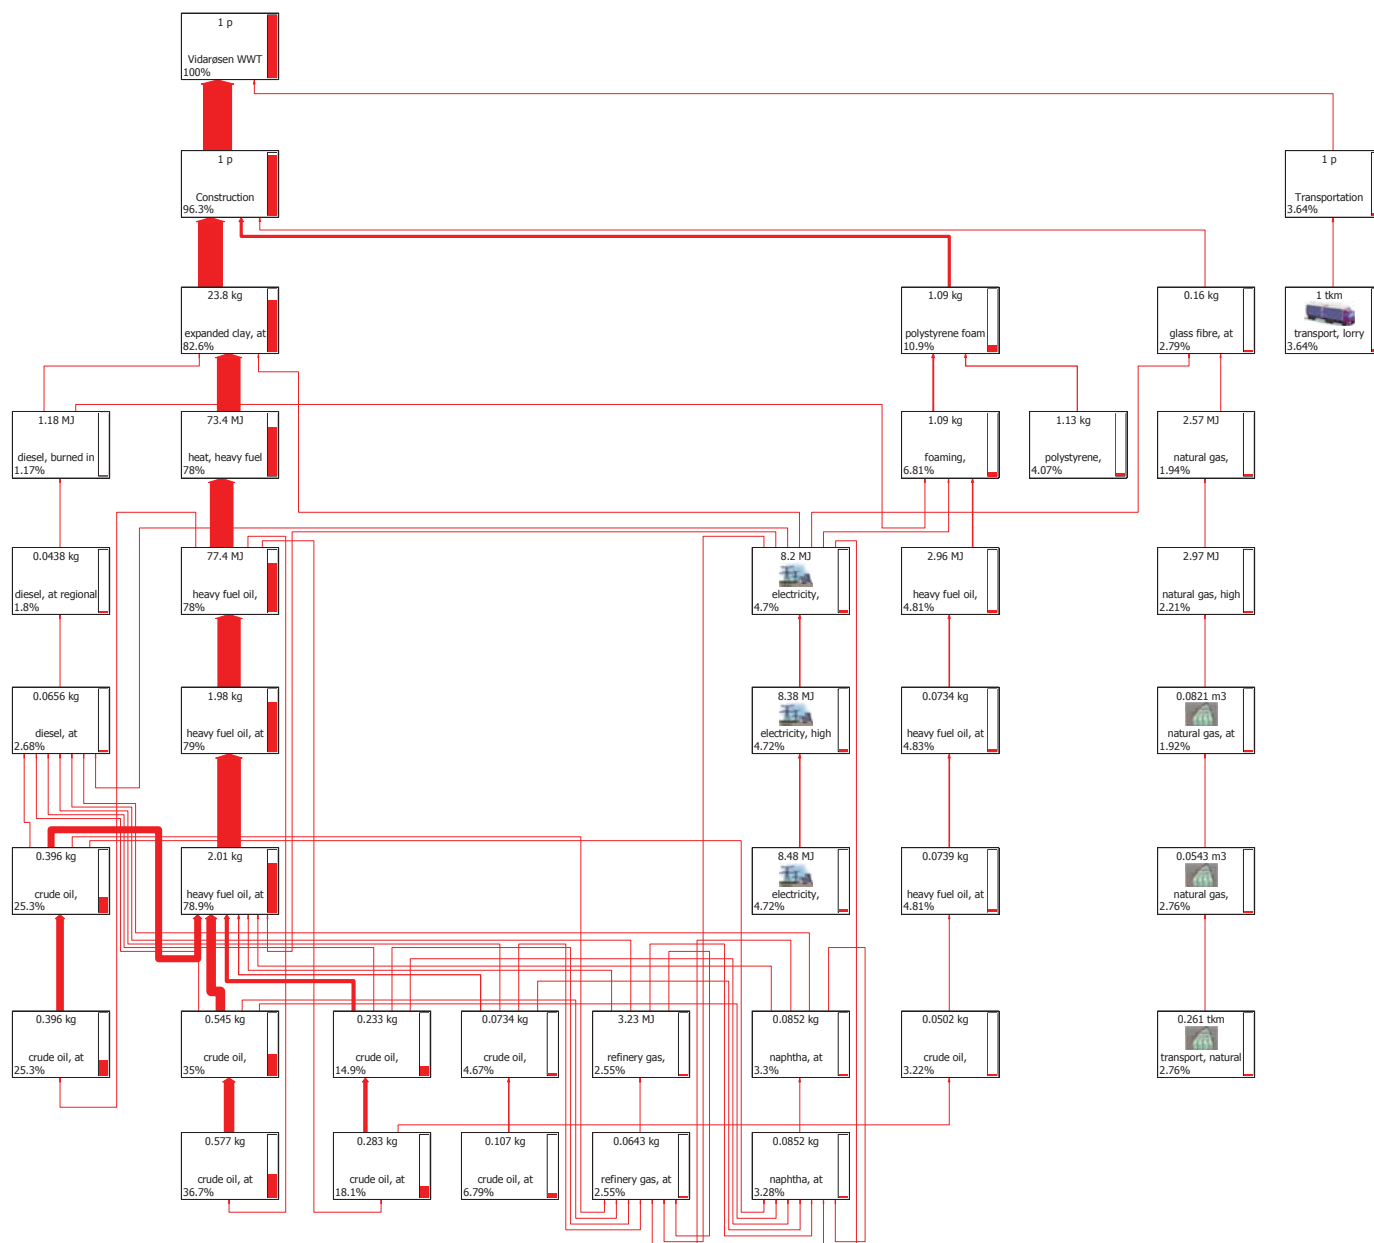 1 p
Vidarøsen WWT
100%
1 p
Construction
96.3%
1 p
Transportation
3.64%
23.8 kg
expanded clay, at
82.6%
1.09 kg
polystyrene foam
10.9%
0.16 kg
glass fibre, at
2.79%
1 tkm
transport, lorry
3.64%
1.18 MJ
diesel, burned in
1.17%
73.4 MJ
heat, heavy fuel
78%
1.09 kg
foaming,
6.81%
1.13 kg
polystyrene,
4.07%
2.57 MJ
natural gas,
1.94%
0.0438 kg
diesel, at regional
1.8%
77.4 MJ
heavy fuel oil,
78%
8.2 MJ
electricity,
4.7%
2.96 MJ
heavy fuel oil,
4.81%
2.97 MJ
natural gas, high
2.21%
0.0656 kg
diesel, at
2.68%
1.98 kg
heavy fuel oil, at
79%
8.38 MJ
electricity, high
4.72%
0.0734 kg
heavy fuel oil, at
4.83%
0.0821 m3
natural gas, at
1.92%
0.396 kg
crude oil,
25.3%
2.01 kg
heavy fuel oil, at
78.9%
8.48 MJ
electricity,
4.72%
0.0739 kg
heavy fuel oil, at
4.81%
0.0543 m3
natural gas,
2.76%
0.396 kg
crude oil, at
25.3%
0.545 kg
crude oil,
35%
0.233 kg
crude oil,
14.9%
0.0734 kg
crude oil,
4.67%
3.23 MJ
refinery gas,
2.55%
0.0852 kg
naphtha, at
3.3%
0.0502 kg
crude oil,
3.22%
0.261 tkm
transport, natural
2.76%
0.577 kg
crude oil, at
36.7%
0.283 kg
crude oil, at
18.1%
0.107 kg
crude oil, at
6.79%
0.0643 kg
refinery gas, at
2.55%
0.0852 kg
naphtha, at
3.28%